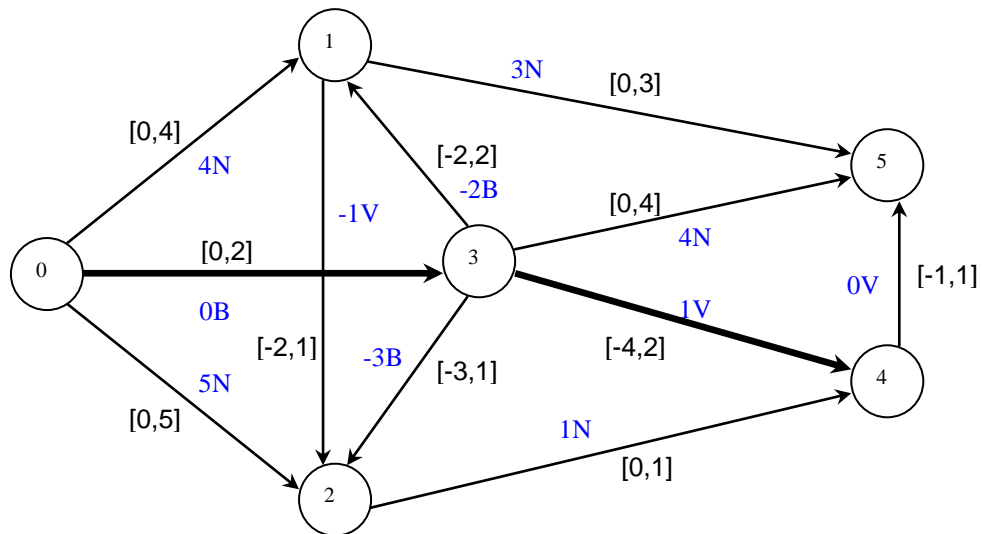 1
3N
[0,3]
[0,4]
4N
[-2,2]
-2B
5
-1V
[0,4]
4N
[0,2]
3
0
0B
1V
0V
[-1,1]
[-2,1]
-3B
[-4,2]
[-3,1]
4
5N
[0,5]
1N
[0,1]
2